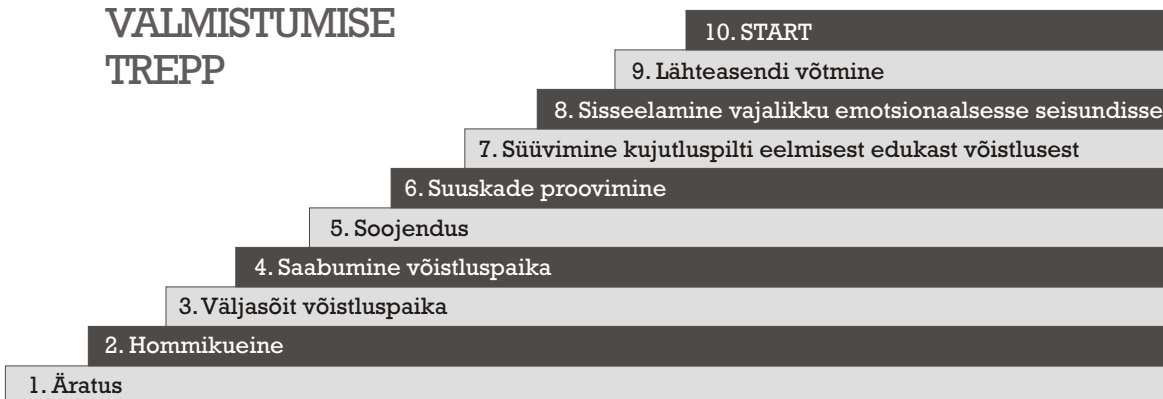 VALMISTUMISE
TREPP
10. START
9. Lähteasendi võtmine
8. Sisseelamine vajalikku emotsionaalsesse seisundisse
7. Süüvimine kujutluspilti eelmisest edukast võistlusest
6. Suuskade proovimine
5. Soojendus
4. Saabumine võistluspaika
3. Väljasõit võistluspaika
2. Hommikueine
1. Äratus